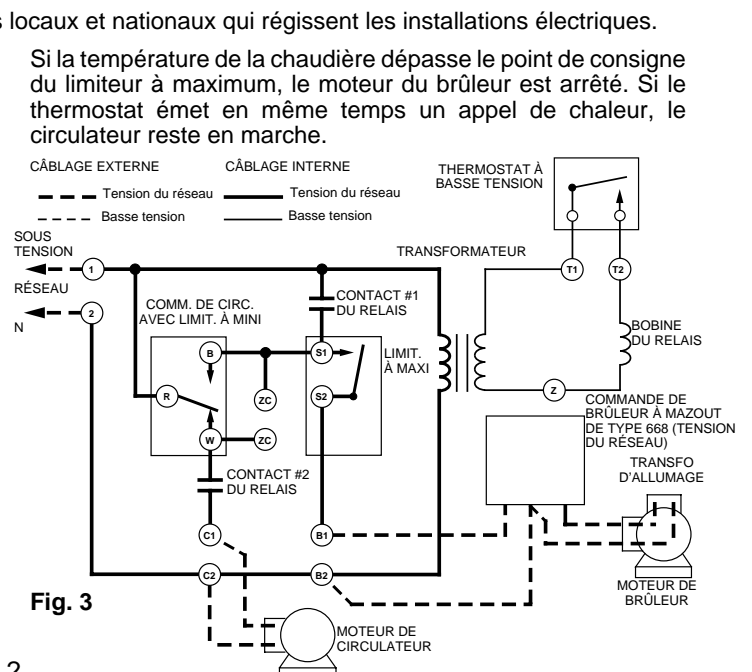 s locaux et nationaux qui régissent les installations électriques.
Si la température de la chaudière dépasse le point de consigne
du limiteur à maximum, le moteur du brûleur est arrêté. Si le
thermostat émet en même temps un appel de chaleur, le
circulateur reste en marche.
CÂBLAGE EXTERNE
CÂBLAGE INTERNE
Tension du réseau
Tension du réseau
Basse tension
Basse tension
THERMOSTAT À
BASSE TENSION
SOUS
TENSION
1
RÉSEAU
2
N
TRANSFORMATEUR
T1
T2
COMM. DE CIRC.
AVEC LIMIT. À MINI
CONTACT #1
DU RELAIS
B
S1
LIMIT.
À MAXI
BOBINE
DU RELAIS
R
ZC
S2
Z
W
ZC
COMMANDE DE
BRÛLEUR À MAZOUT
DE TYPE 668 (TENSION
DU RÉSEAU)
TRANSFO
D'ALLUMAGE
CONTACT #2
DU RELAIS
C1
B1
C2
B2
MOTEUR DE
BRÛLEUR
Fig. 3
MOTEUR DE
CIRCULATEUR
2